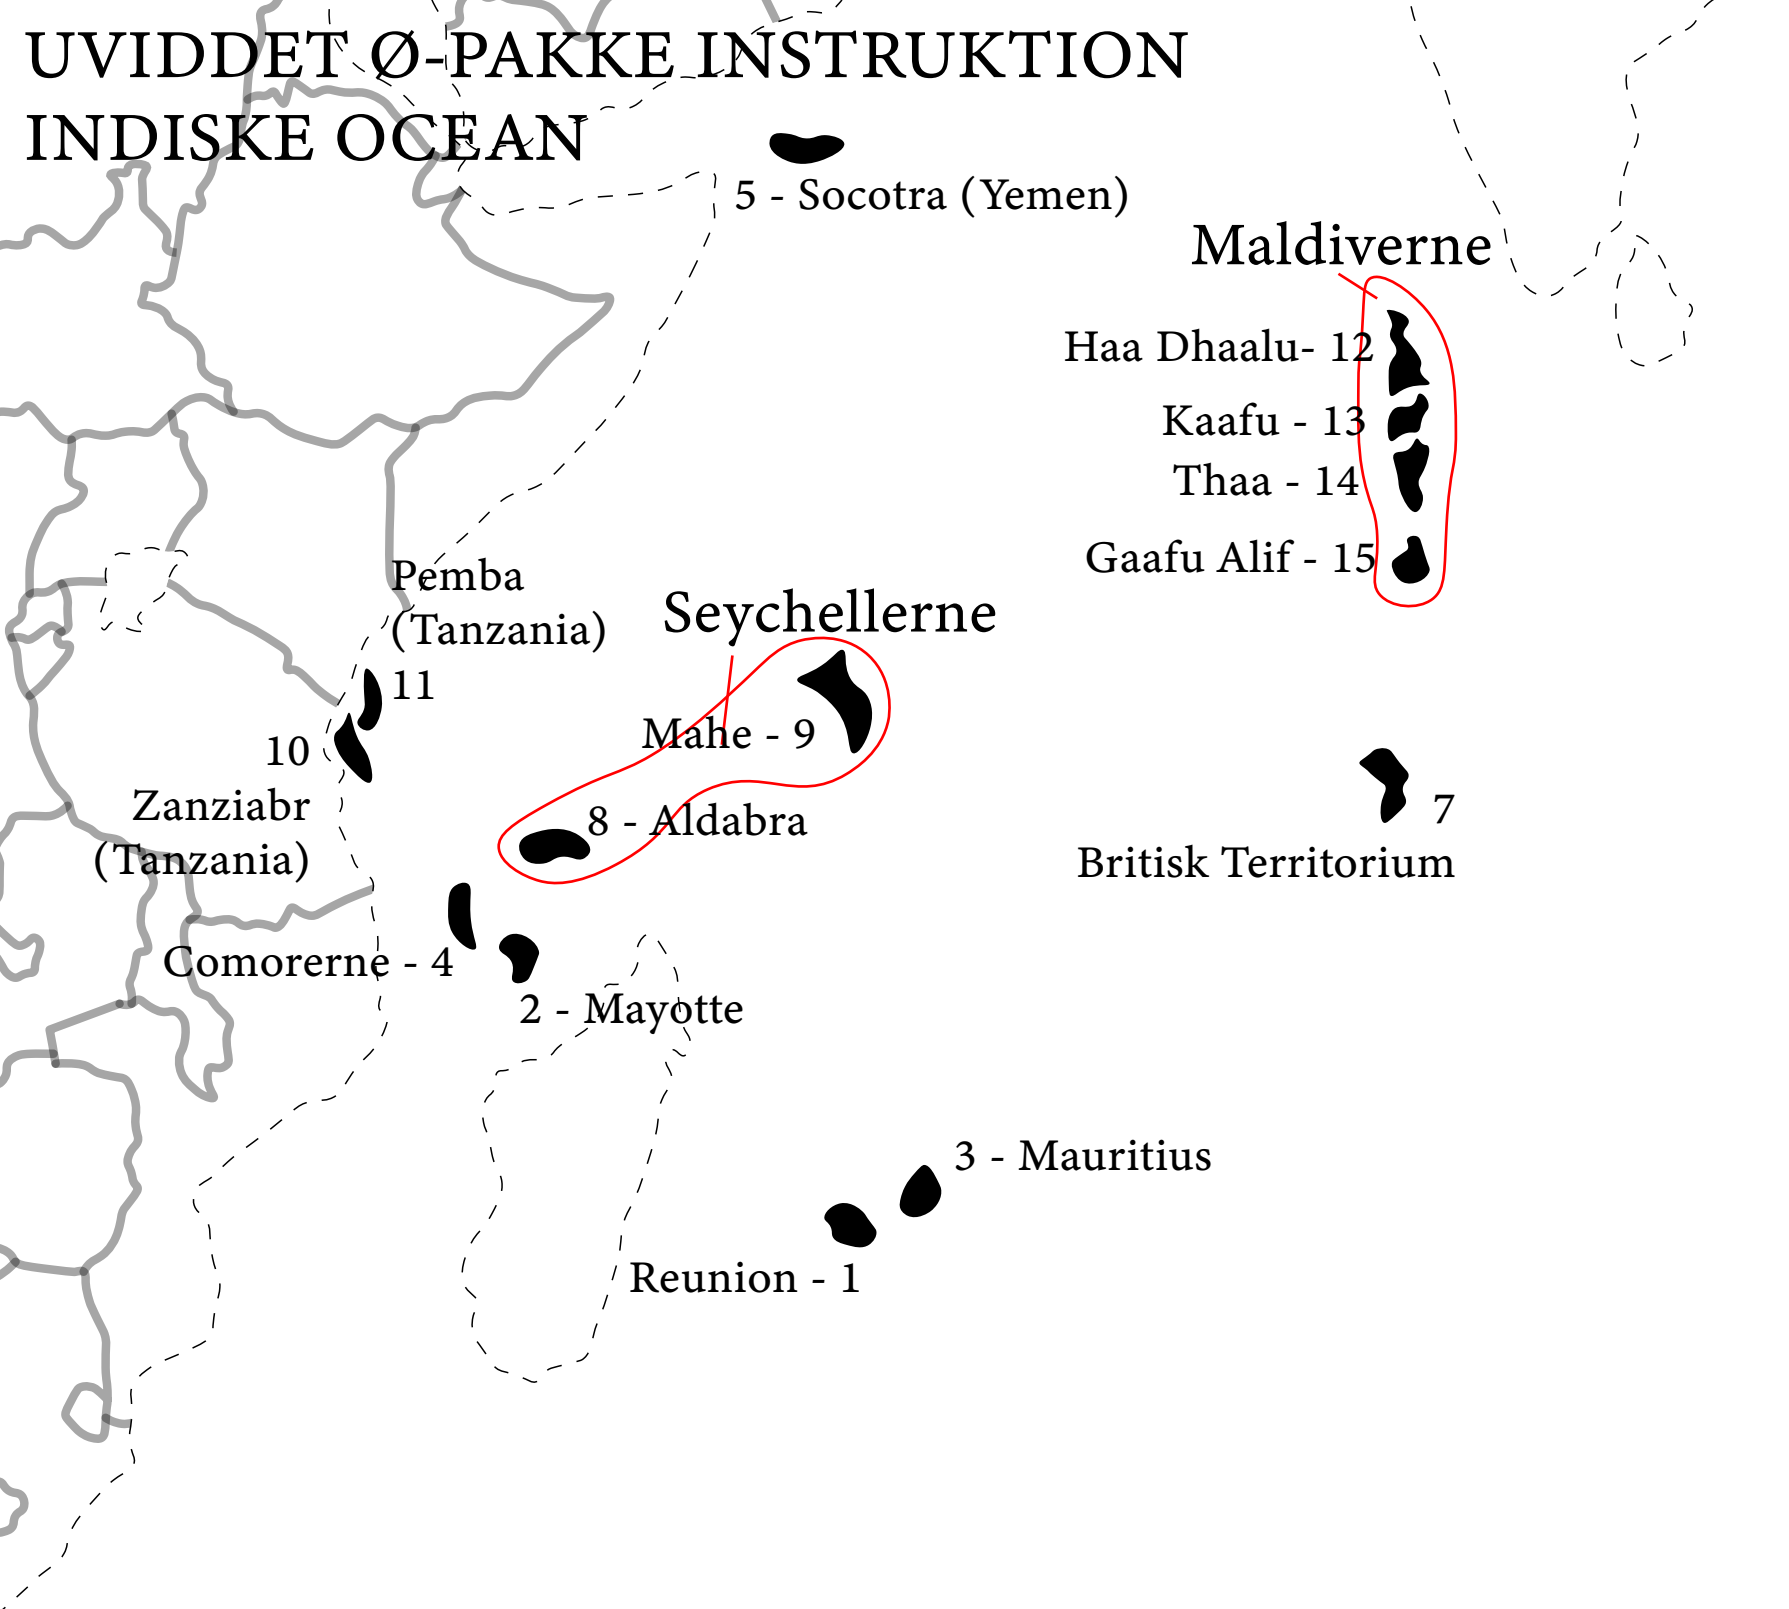 UVIDDET Ø-PAKKE INSTRUKTION
INDISKE OCEAN
5 - Socotra (Yemen)
Maldiverne
Haa Dhaalu- 12
Kaafu - 13
Thaa - 14
Gaafu Alif - 15
Pemba
(Tanzania)
11
Seychellerne
Mahe - 9
10
Zanziabr
(Tanzania)
8 - Aldabra
7
Britisk Territorium
Comorerne - 4
2 - Mayotte
3 - Mauritius
Reunion - 1